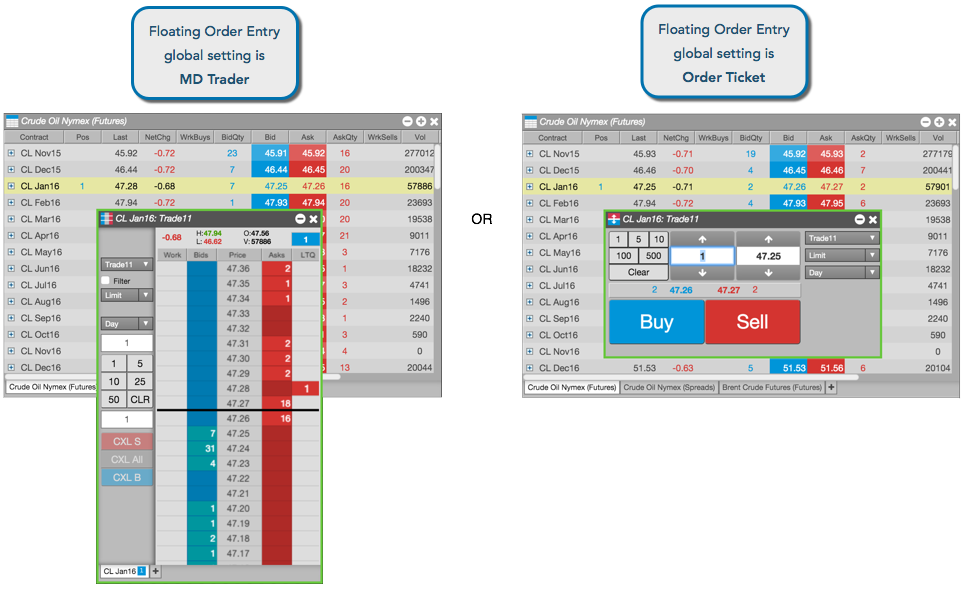 Floating Order Entry
global setting is
MD Trader
Floating Order Entry
global setting is
Order Ticket
Crude Oil Nymex (Futures)
Contract Pos Last NetChg WrkBuys BidQty Bid Ask AskQty WrkSells Vol
CL Nov15 45.92 -0.72 23 45.91 45.92 16 277012
CL Dec15 46.44 -0.72 7 46.44 46.45 20 200347
CL Jan16 1 47.28 -0.68 7 47.25 47.26 16 57886
CL Feb16 47.94 -0.72 1 47.93 47.94 20 23693
CL Mar16 20 19538
CL Apr16 21 9011
CL May16 3 7176
CL Jun16 1 18232
CL Jul16 3 4741
CL Aug16 2 1496
CL Sep16 1 2240
CL Oct16 3 590
CL Nov16 4 0
CL Dec16 13 20044
Crude Oil Nymex (Futures)
CL Jan16: Trade11
-0.68 H:47.94 O:47.56 1
L: 46.62 V:57886
Work Bids Price Asks LTQ
Trade11
Filter
Limit
Day
1
1 5
10 25
50 CLR
1
CXL S
CXL All
CXL B
47.36 2
47.35 1
47.34 1
47.33
47.32
47.31 2
47.30 2
47.29 2
47.28 1
47.27 18
47.26 16
7 47.25
31 47.24
4 47.23
47.22
47.21
1 47.20
1 47.19
2 47.18
1 47.17
CL Jan16 1 +
OR
Crude Oil Nymex (Futures)
Contract Pos Last NetChg WrkBuys BidQty Bid Ask AskQty WrkSells Vol
CL Nov15 45.93 -0.71 19 45.92 45.93 2 277179
CL Dec15 46.46 -0.70 4 46.45 46.46 7 200441
CL Jan16 1 47.25 -0.71 2 47.26 47.27 2 57901
CL Feb16 47.94 -0.72 4 47.93 47.95 6 23692
CL Mar16 19538
CL Apr16 9011
CL May16 7176
CL Jun16 18232
CL Jul16 4741
CL Aug16 1496
CL Sep16 2240
CL Oct16 590
CL Nov16 0
CL Dec16 51.53 -0.63 5 51.53 51.56 6 20104
Crude Oil Nymex (Futures) Crude Oil Nymex (Spreads) Brent Crude Futures (Futures) +
CL Jan16: Trade11
1 5 10
100 500
Clear
1
47.25
Trade11
Limit
Day
2 47.26 47.27 2
Buy Sell